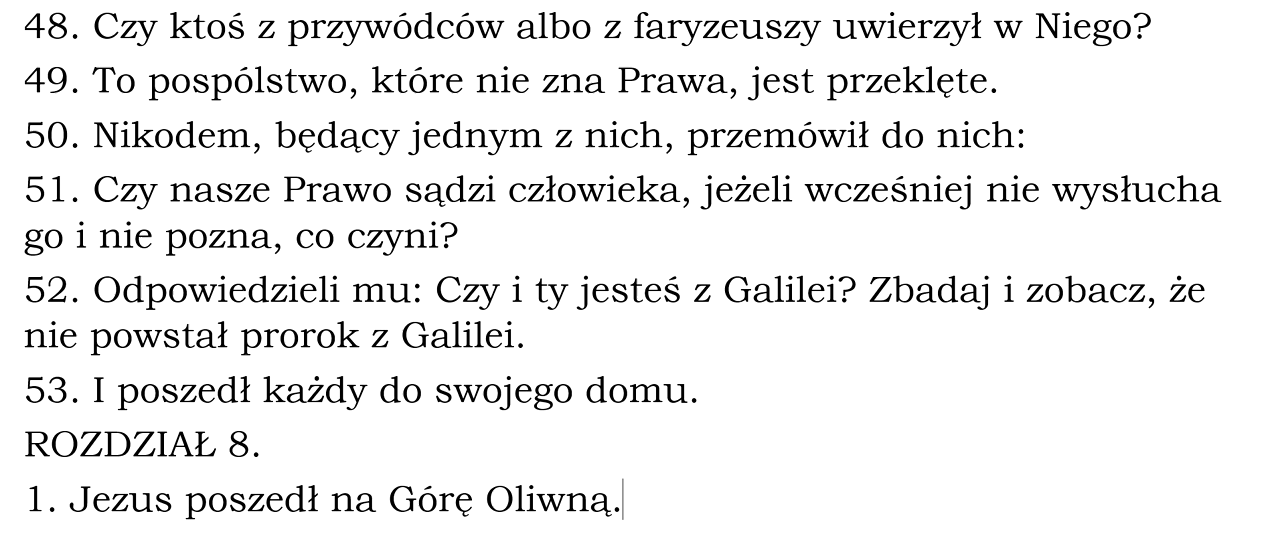 48. Czy ktoś z przywódców albo z faryzeuszy uwierzył w Niego?
49. To pospólstwo, które nie zna Prawa, jest przeklęte.
50. Nikodem, będący jednym z nich, przemówił do nich:
51. Czy nasze Prawo sądzi człowieka, jeżeli wcześniej nie wysłucha
go i nie pozna, co czyni?
52. Odpowiedzieli mu: Czy i ty jesteś z Galilei? Zbadaj i zobacz, że
nie powstał prorok z Galilei.
53. I poszedł każdy do swojego domu.
ROZDZIAŁ 8.
1. Jezus poszedł na Górę Oliwną.